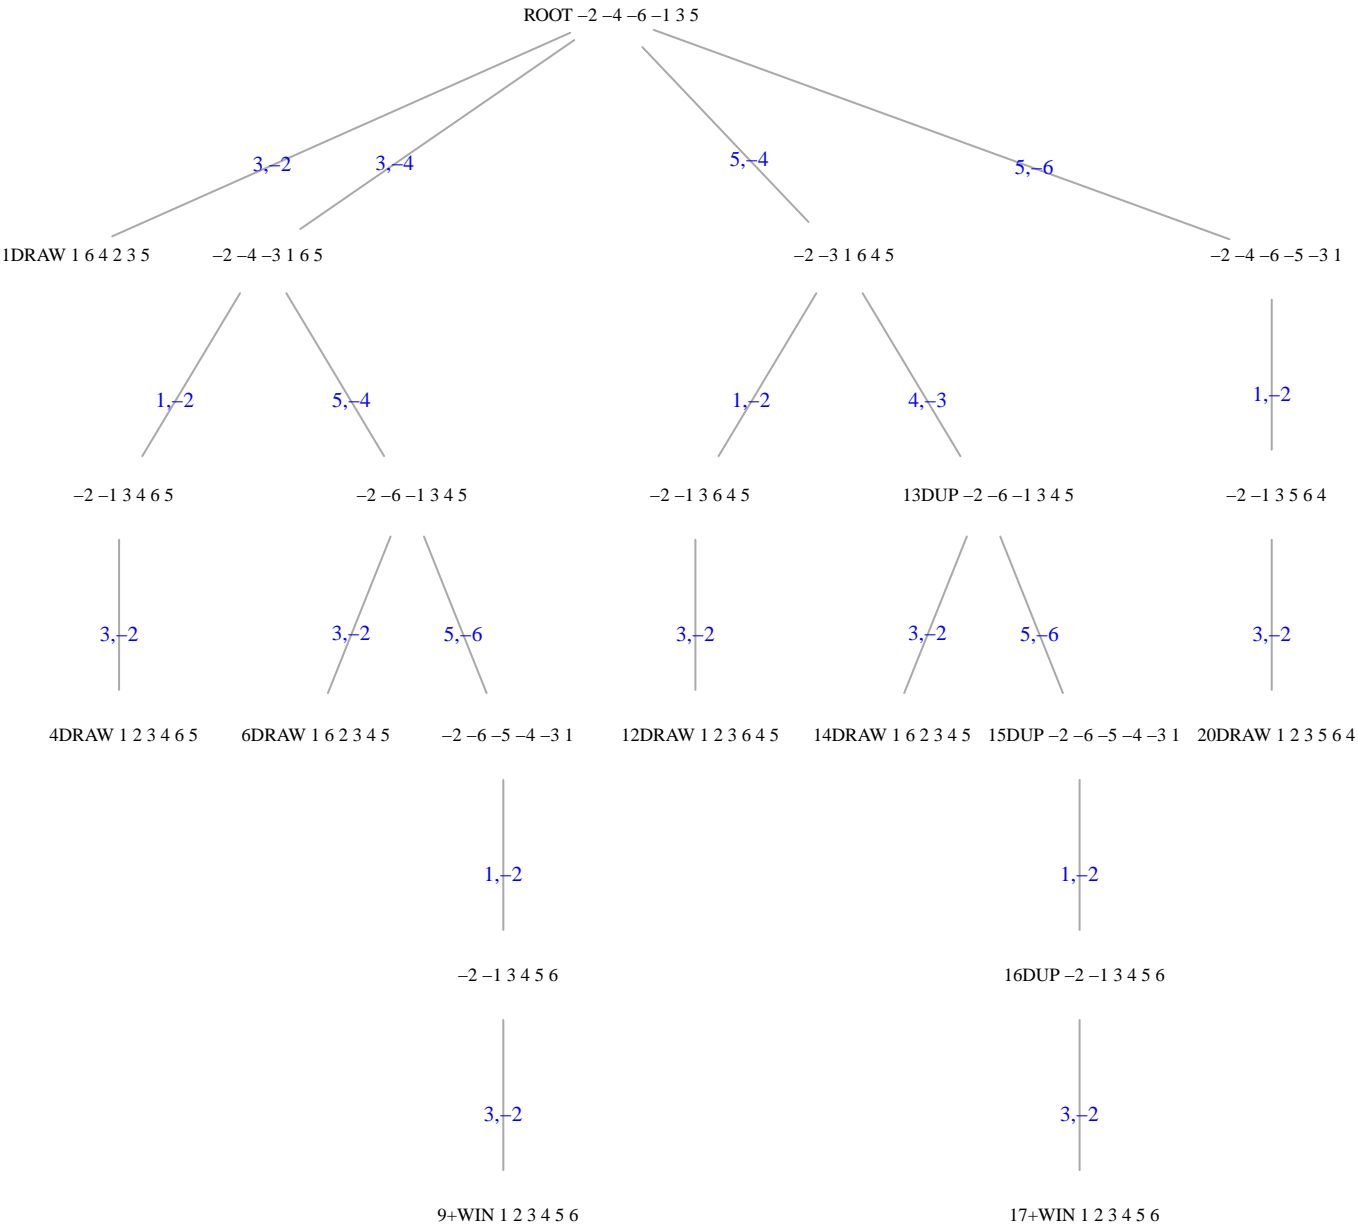 ROOT –2 –4 –6 –1 3 5
3,–2
3,–4
5,–4
5,–6
1DRAW 1 6 4 2 3 5
–2 –4 –3 1 6 5
–2 –3 1 6 4 5
–2 –4 –6 –5 –3 1
1,–2
5,–4
1,–2
4,–3
1,–2
–2 –1 3 4 6 5
–2 –6 –1 3 4 5
–2 –1 3 6 4 5
13DUP –2 –6 –1 3 4 5
–2 –1 3 5 6 4
3,–2
3,–2
5,–6
3,–2
3,–2
5,–6
3,–2
4DRAW 1 2 3 4 6 5
6DRAW 1 6 2 3 4 5
–2 –6 –5 –4 –3 1
12DRAW 1 2 3 6 4 5
14DRAW 1 6 2 3 4 5
15DUP –2 –6 –5 –4 –3 1
20DRAW 1 2 3 5 6 4
1,–2
1,–2
–2 –1 3 4 5 6
16DUP –2 –1 3 4 5 6
3,–2
3,–2
9+WIN 1 2 3 4 5 6
17+WIN 1 2 3 4 5 6